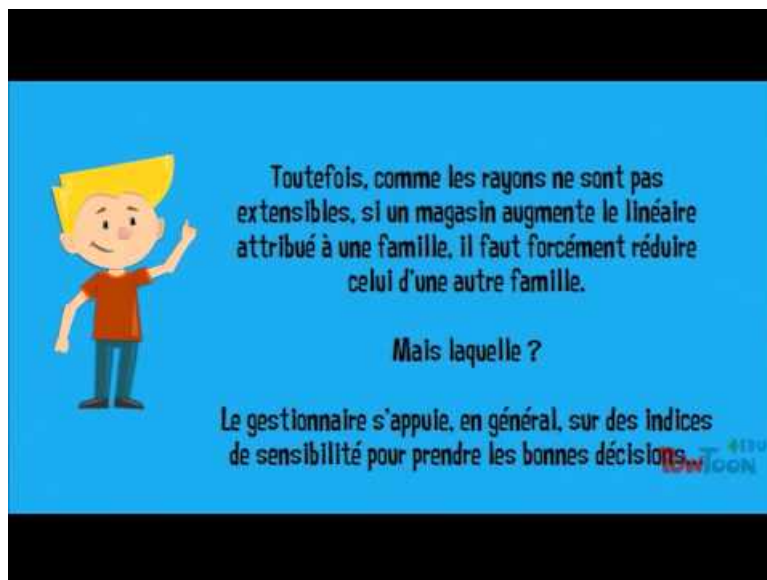 Toutefois, comme les rayons ne sont pas
extensibles, si un magasin augmente le linéaire
attribué à une famille, il faut forcément réduire
celui d'une autre famille.
Mais laquelle ?
Le gestionnaire s'appuie, en général, sur des indices
de sensibilité pour prendre les bonnes décisions...
PowToon